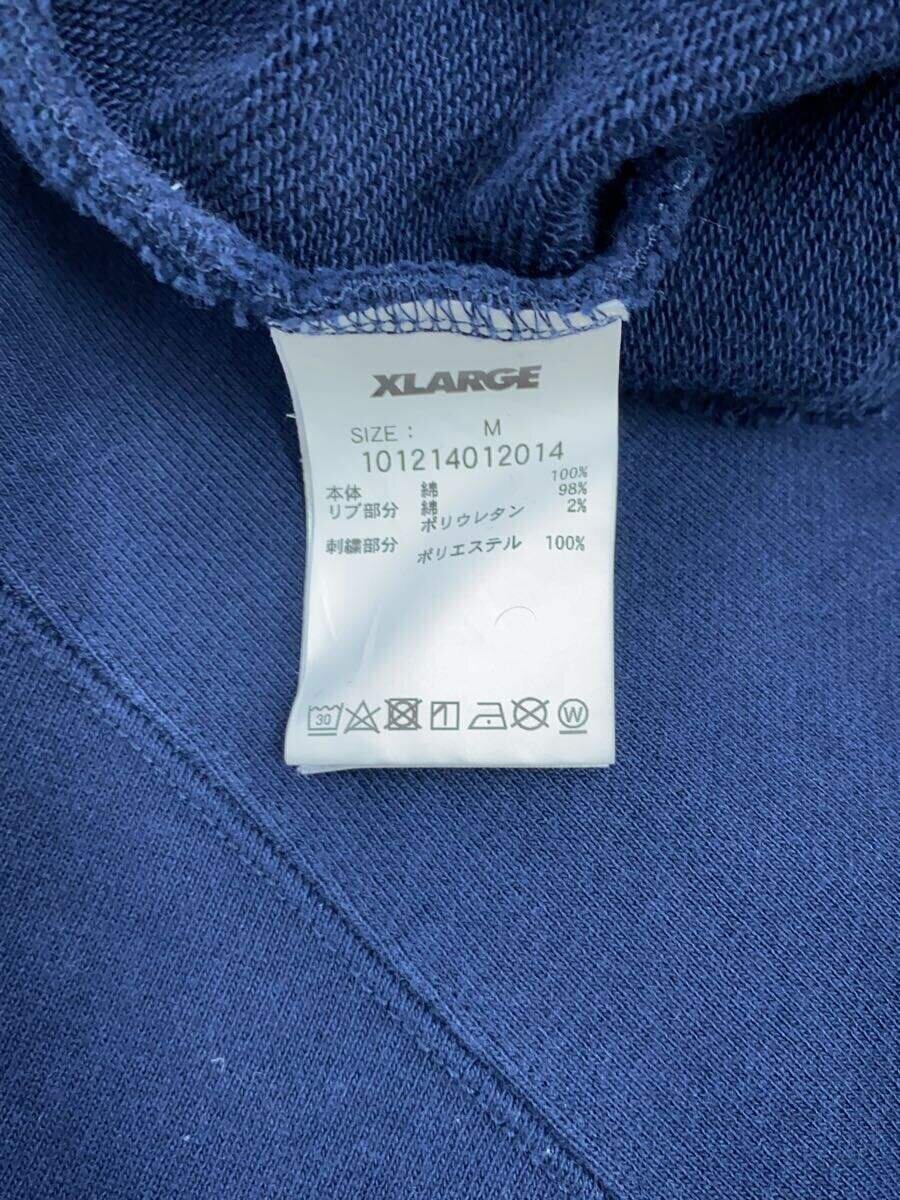 XLARGE
SIZE : M
101214012014
本体 綿 100%
リブ部分 綿 98%
ポリウレタン 2%
刺繍部分 ポリエステル 100%
30 W